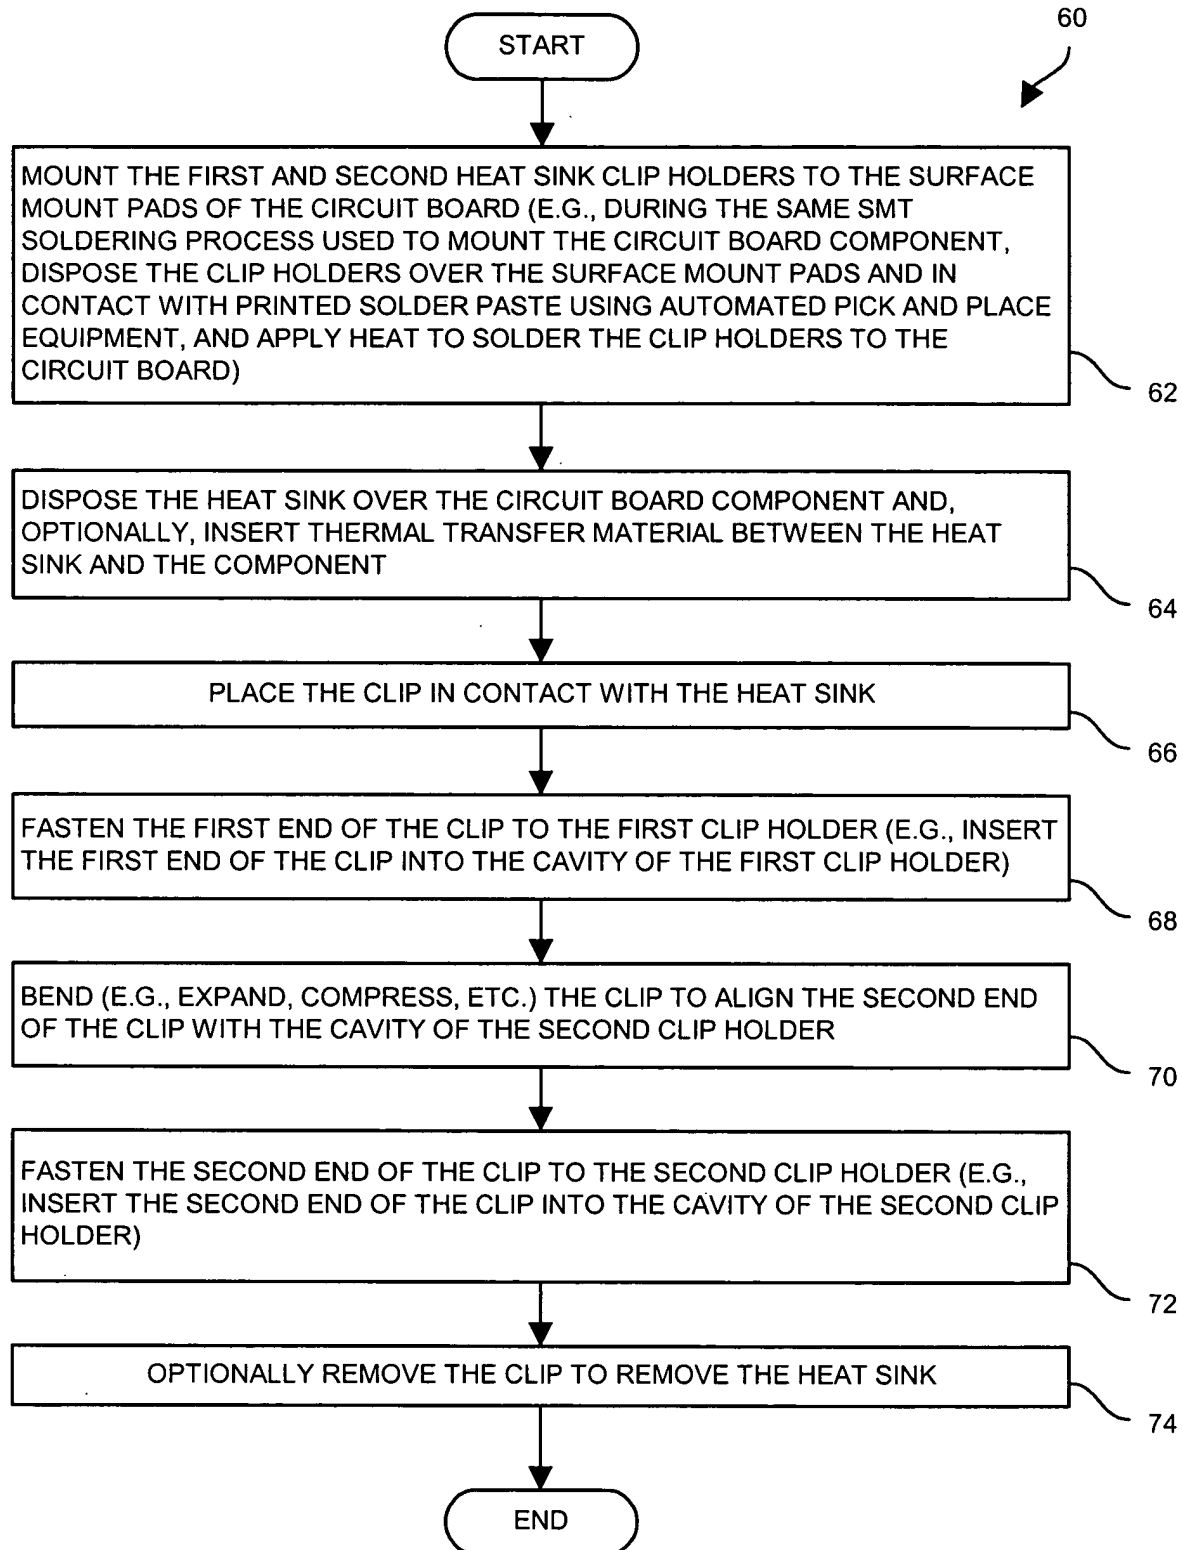 60
START
MOUNT THE FIRST AND SECOND HEAT SINK CLIP HOLDERS TO THE SURFACE
MOUNT PADS OF THE CIRCUIT BOARD (E.G., DURING THE SAME SMT
SOLDERING PROCESS USED TO MOUNT THE CIRCUIT BOARD COMPONENT,
DISPOSE THE CLIP HOLDERS OVER THE SURFACE MOUNT PADS AND IN
CONTACT WITH PRINTED SOLDER PASTE USING AUTOMATED PICK AND PLACE
EQUIPMENT, AND APPLY HEAT TO SOLDER THE CLIP HOLDERS TO THE
CIRCUIT BOARD)
62
DISPOSE THE HEAT SINK OVER THE CIRCUIT BOARD COMPONENT AND,
OPTIONALLY, INSERT THERMAL TRANSFER MATERIAL BETWEEN THE HEAT
SINK AND THE COMPONENT
64
PLACE THE CLIP IN CONTACT WITH THE HEAT SINK
66
FASTEN THE FIRST END OF THE CLIP TO THE FIRST CLIP HOLDER (E.G., INSERT
THE FIRST END OF THE CLIP INTO THE CAVITY OF THE FIRST CLIP HOLDER)
68
BEND (E.G., EXPAND, COMPRESS, ETC.) THE CLIP TO ALIGN THE SECOND END
OF THE CLIP WITH THE CAVITY OF THE SECOND CLIP HOLDER
70
FASTEN THE SECOND END OF THE CLIP TO THE SECOND CLIP HOLDER (E.G.,
INSERT THE SECOND END OF THE CLIP INTO THE CAVITY OF THE SECOND CLIP
HOLDER)
72
OPTIONALLY REMOVE THE CLIP TO REMOVE THE HEAT SINK
74
END